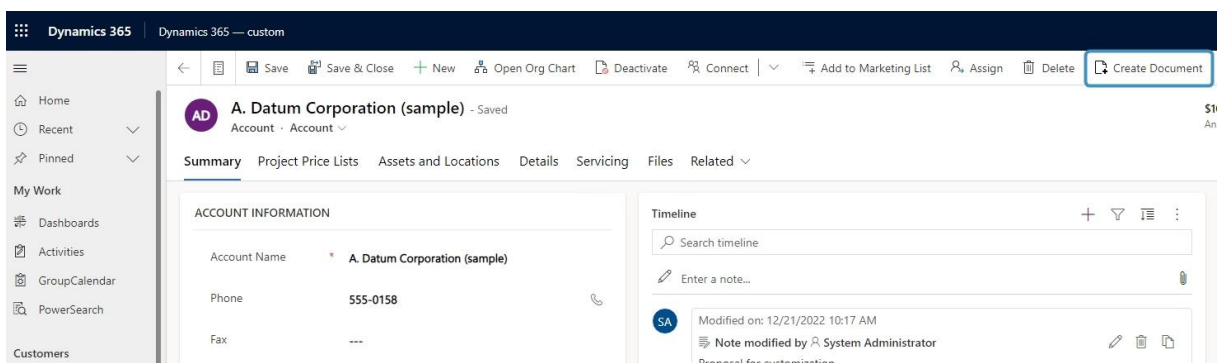 Dynamics 365 Dynamics 365 — custom
Save Save & Close New Open Org Chart Deactivate Connect Add to Marketing List Assign Delete Create Document
Home
Recent
Pinned
My Work
Dashboards
Activities
GroupCalendar
PowerSearch
Customers
AD
A. Datum Corporation (sample) - Saved
Account · Account
Summary Project Price Lists Assets and Locations Details Servicing Files Related
ACCOUNT INFORMATION
Account Name * A. Datum Corporation (sample)
Phone 555-0158
Fax ---
Timeline
Search timeline
Enter a note...
SA
Modified on: 12/21/2022 10:17 AM
Note modified by System Administrator
Proposal for customization